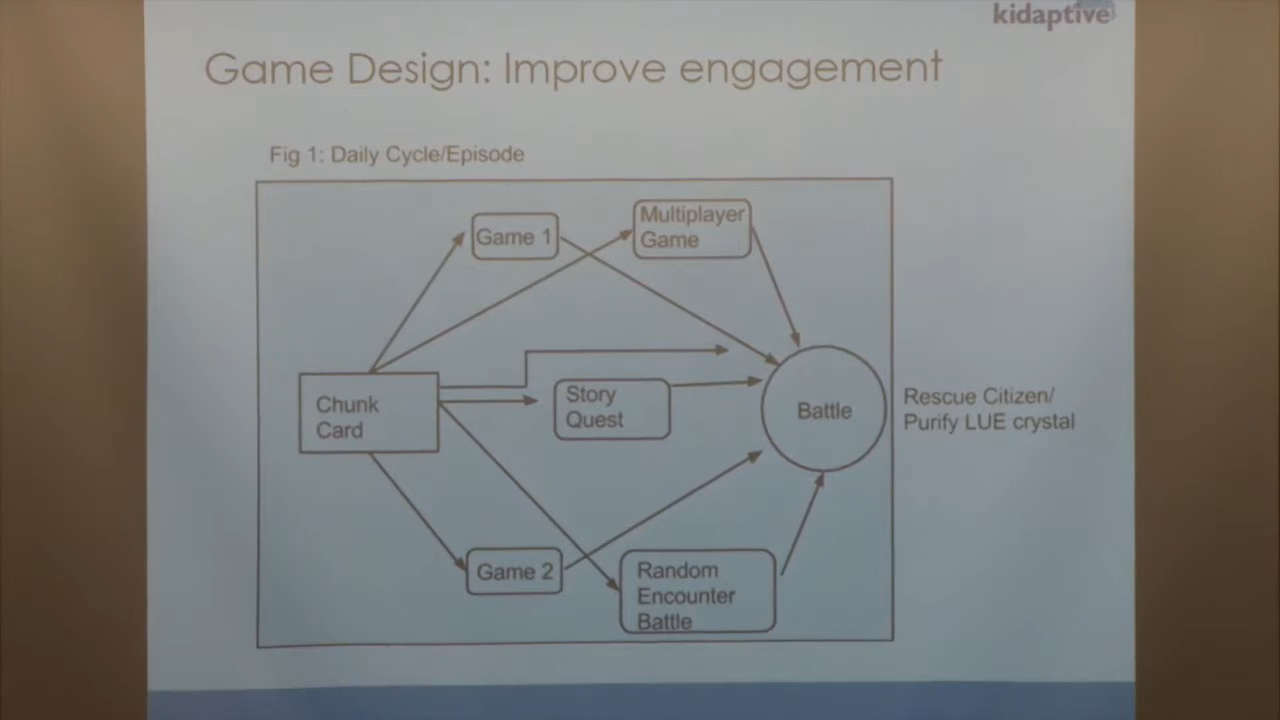 kidaptive
Game Design: Improve engagement
Fig 1: Daily Cycle/Episode
Game 1
Multiplayer
Game
Chunk
Card
Story
Quest
Battle
Rescue Citizen/
Purify LUE crystal
Game 2
Random
Encounter
Battle